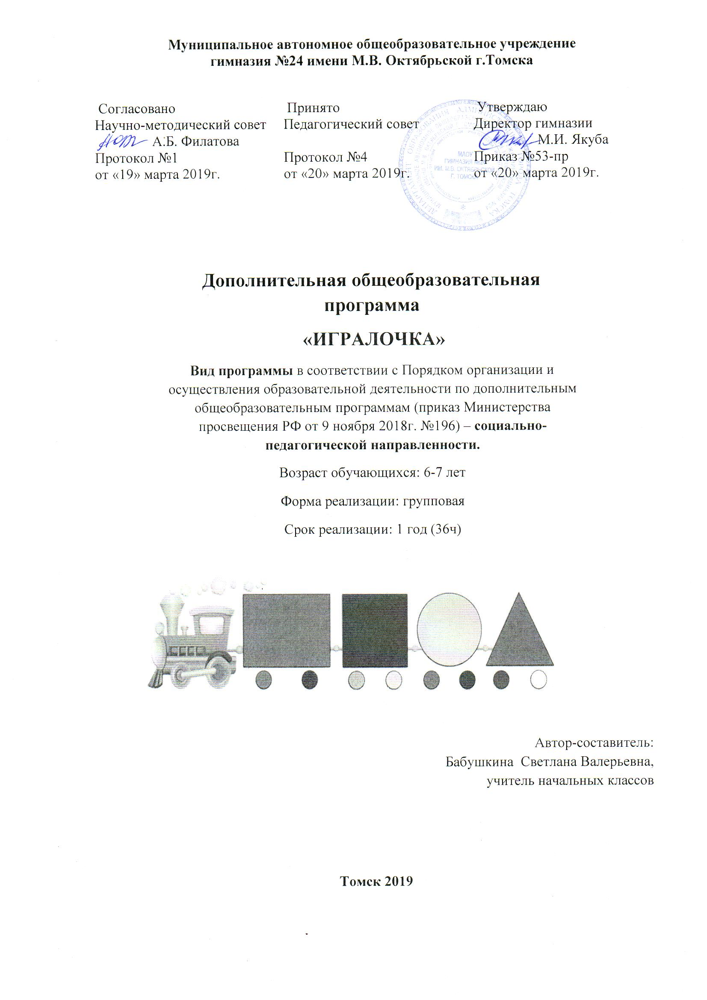 Муниципальное автономное общеобразовательное учреждение
гимназия №24 имени М.В. Октябрьской г.Томска
Согласовано
Научно-методический совет
А.Б. Филатова
Протокол №1
от «19» марта 2019г.
Принято
Педагогический совет
Протокол №4
от «20» марта 2019г.
Утверждаю
Директор гимназии
М.И. Якуба
Приказ №53-пр
от «20» марта 2019г.
МАОУ
ГИМНАЗИЯ №24
ИМ. М.В. ОКТЯБРЬСКОЙ
Г. ТОМСКА
Дополнительная общеобразовательная
программа
«ИГРАЛОЧКА»
Вид программы в соответствии с Порядком организации и
осуществления образовательной деятельности по дополнительным
общеобразовательным программам (приказ Министерства
просвещения РФ от 9 ноября 2018г. №196) – социально-
педагогической направленности.
Возраст обучающихся: 6-7 лет
Форма реализации: групповая
Срок реализации: 1 год (36ч)
Автор-составитель:
Бабушкина Светлана Валерьевна,
учитель начальных классов
Томск 2019